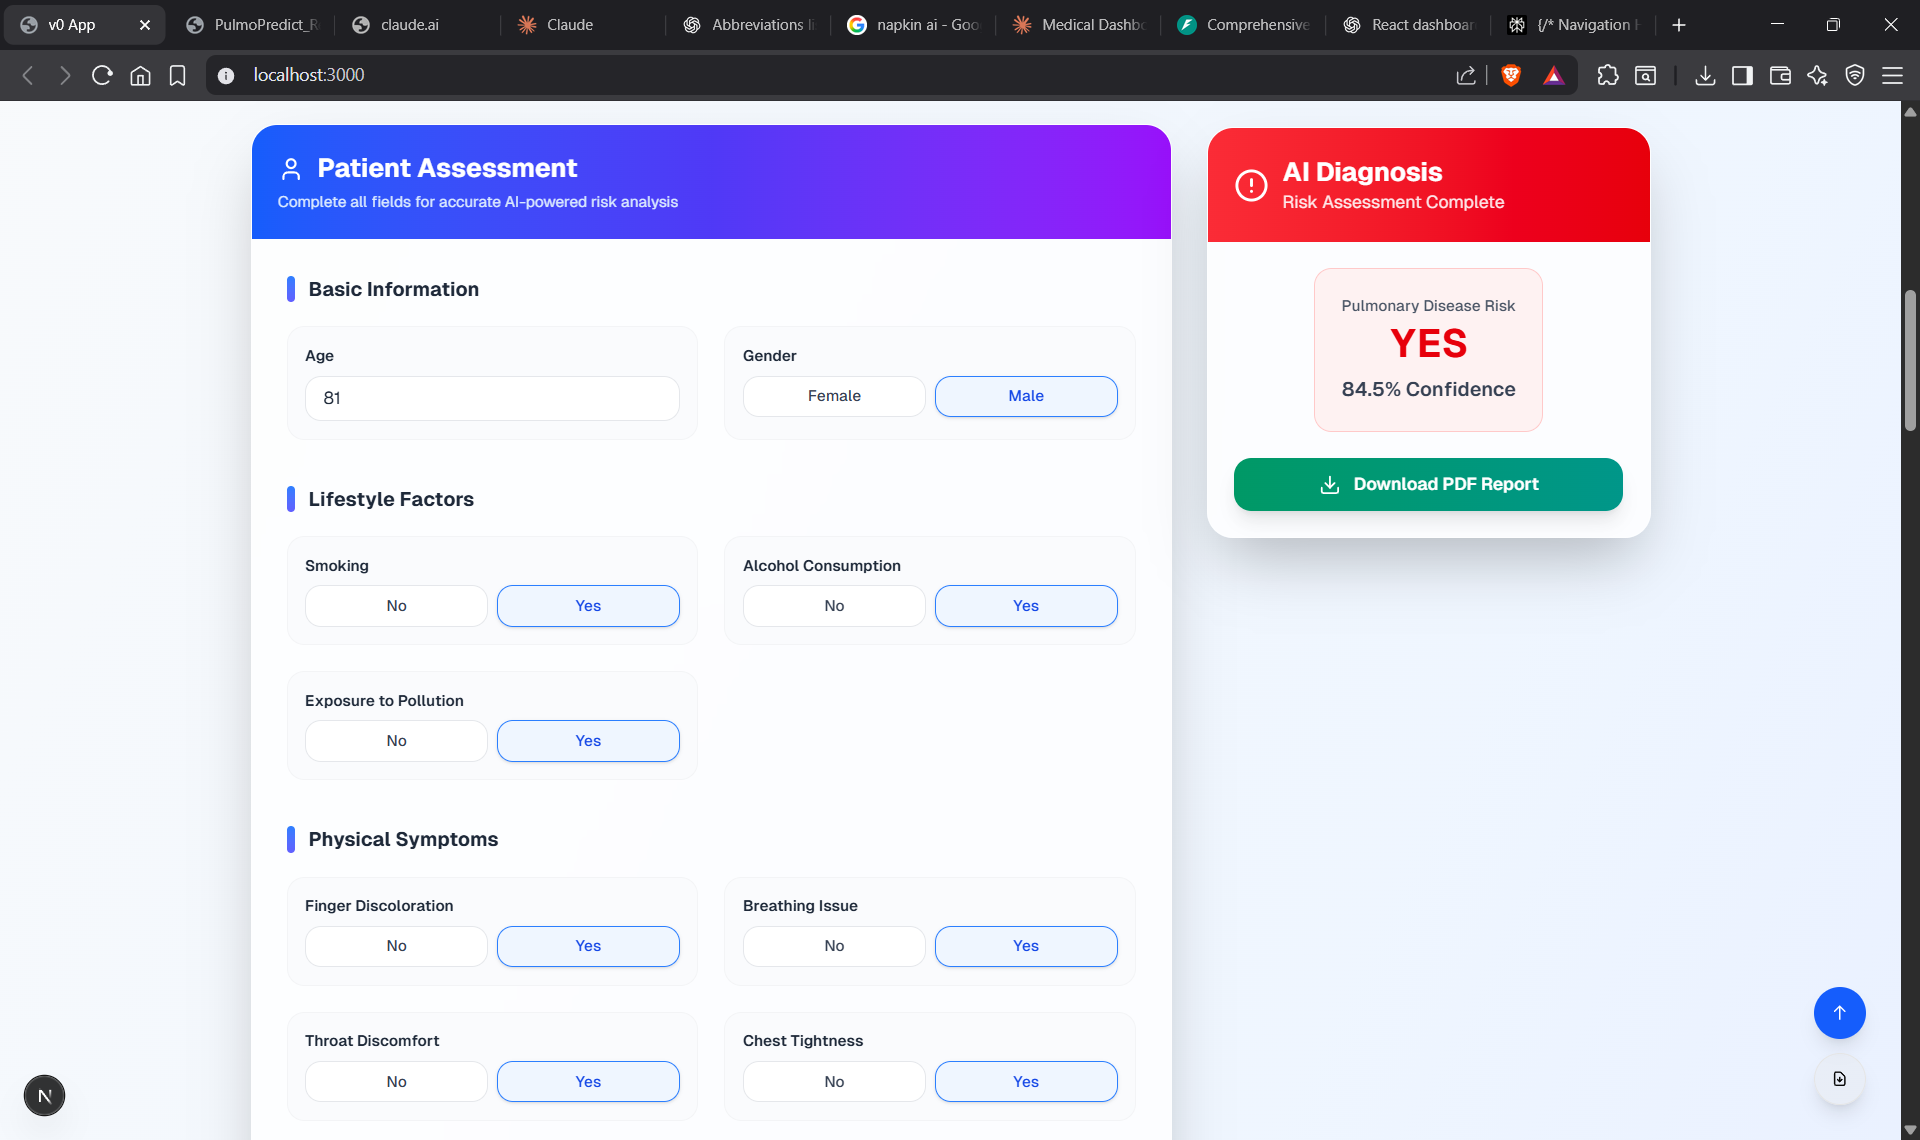 v0 App
PulmoPredict_R
claude.ai
Claude
Abbreviations li
napkin ai - Goo
Medical Dashbo
Comprehensive
React dashboar
{/* Navigation H
localhost:3000
Patient Assessment
Complete all fields for accurate AI-powered risk analysis
Basic Information
Age
81
Gender
Female
Male
Lifestyle Factors
Smoking
No
Yes
Alcohol Consumption
No
Yes
Exposure to Pollution
No
Yes
Physical Symptoms
Finger Discoloration
No
Yes
Breathing Issue
No
Yes
Throat Discomfort
No
Yes
Chest Tightness
No
Yes
AI Diagnosis
Risk Assessment Complete
Pulmonary Disease Risk
YES
84.5% Confidence
Download PDF Report
N